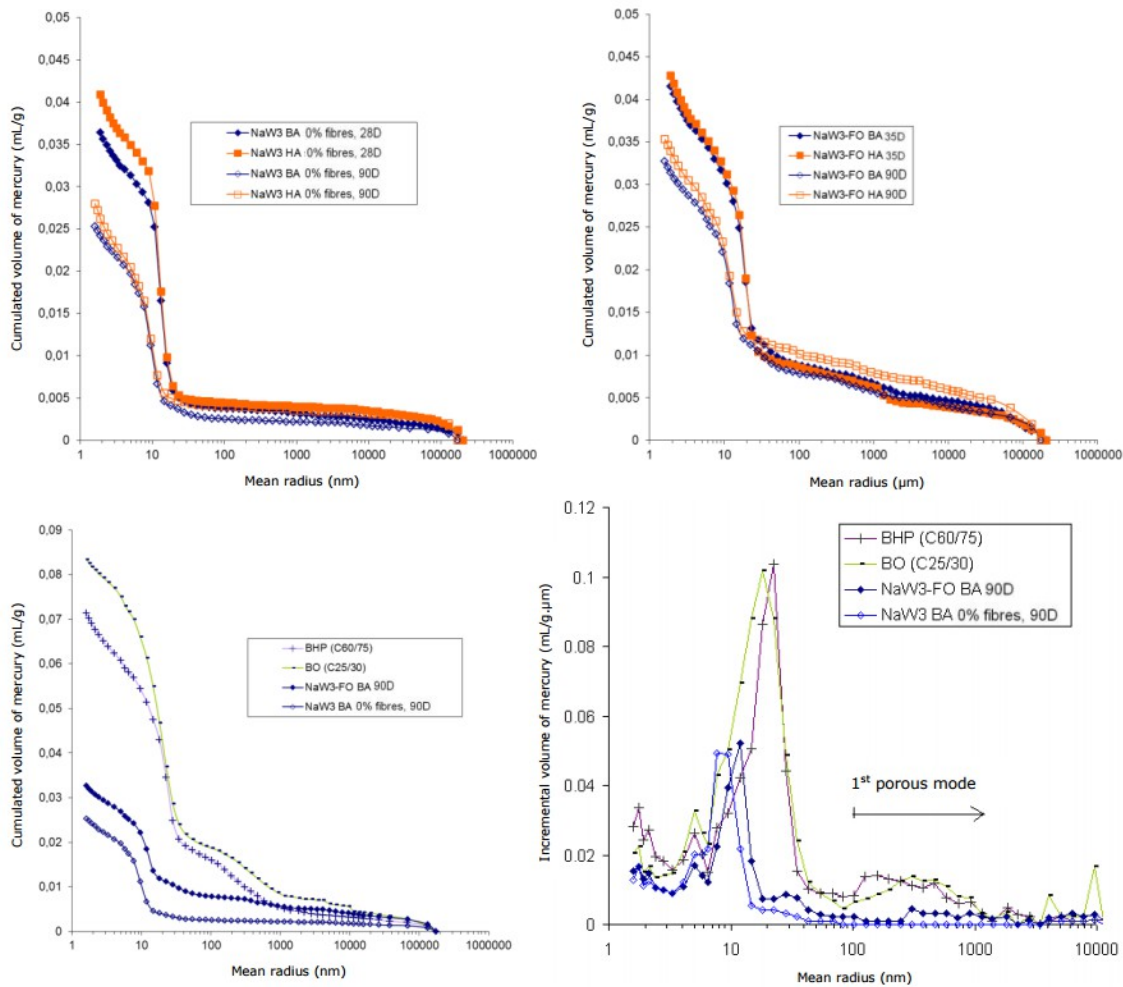 0,05
0,045
0,04
0,035
0,03
0,025
0,02
0,015
0,01
0,005
0
Cumulated volume of mercury (mL/g)
NaW3 BA 0% fibres, 28D
NaW3 HA 0% fibres, 28D
NaW3 BA 0% fibres, 90D
NaW3 HA 0% fibres, 90D
1 10 100 1000 10000 100000 1000000
Mean radius (nm)
0,05
0,045
0,04
0,035
0,03
0,025
0,02
0,015
0,01
0,005
0
Cumulated volume of mercury (mL/g)
NaW3-FO BA 35D
NaW3-FO HA 35D
NaW3-FO BA 90D
NaW3-FO HA 90D
1 10 100 1000 10000 100000 1000000
Mean radius (µm)
0,09
0,08
0,07
0,06
0,05
0,04
0,03
0,02
0,01
0
Cumulated volume of mercury (mL/g)
BHP (C60/75)
BO (C25/30)
NaW3-FO BA 90D
NaW3 BA 0% fibres, 90D
1 10 100 1000 10000 100000 1000000
Mean radius (nm)
0.12
0.1
0.08
0.06
0.04
0.02
0
Incremental volume of mercury (mL/g.µm)
BHP (C60/75)
BO (C25/30)
NaW3-FO BA 90D
NaW3 BA 0% fibres, 90D
1st porous mode
1 10 100 1000 10000
Mean radius (nm)